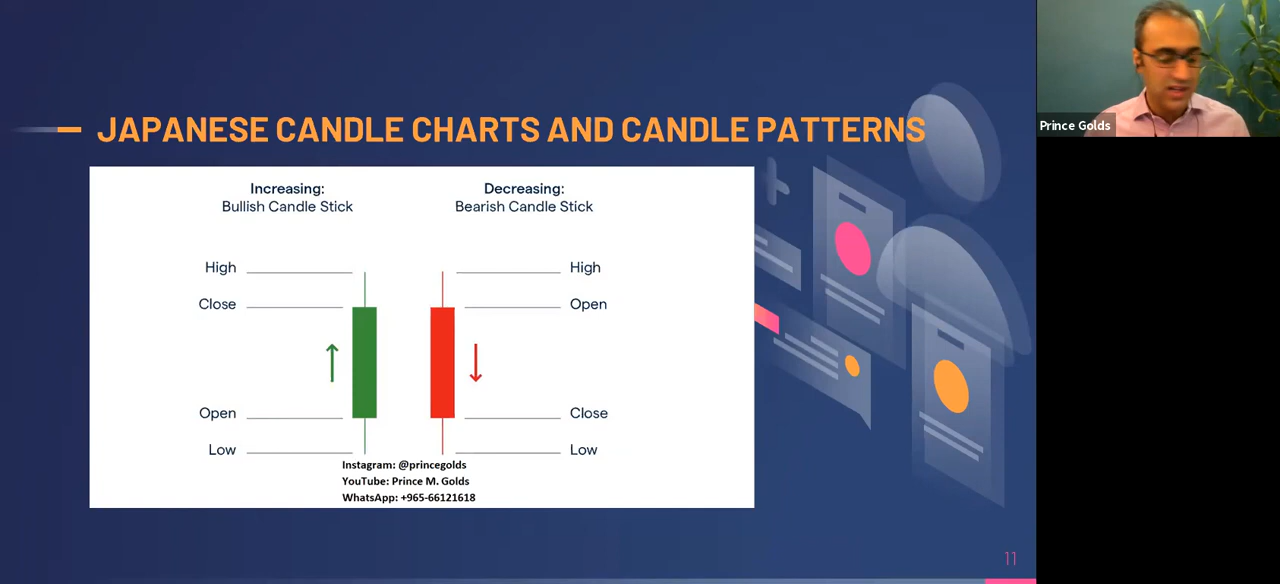 JAPANESE CANDLE CHARTS AND CANDLE PATTERNS
Increasing:
Bullish Candle Stick
Decreasing:
Bearish Candle Stick
High
Close
Open
Low
High
Open
Close
Low
Instagram: @princegolds
YouTube: Prince M. Golds
WhatsApp: +965-66121618
11
Prince Golds